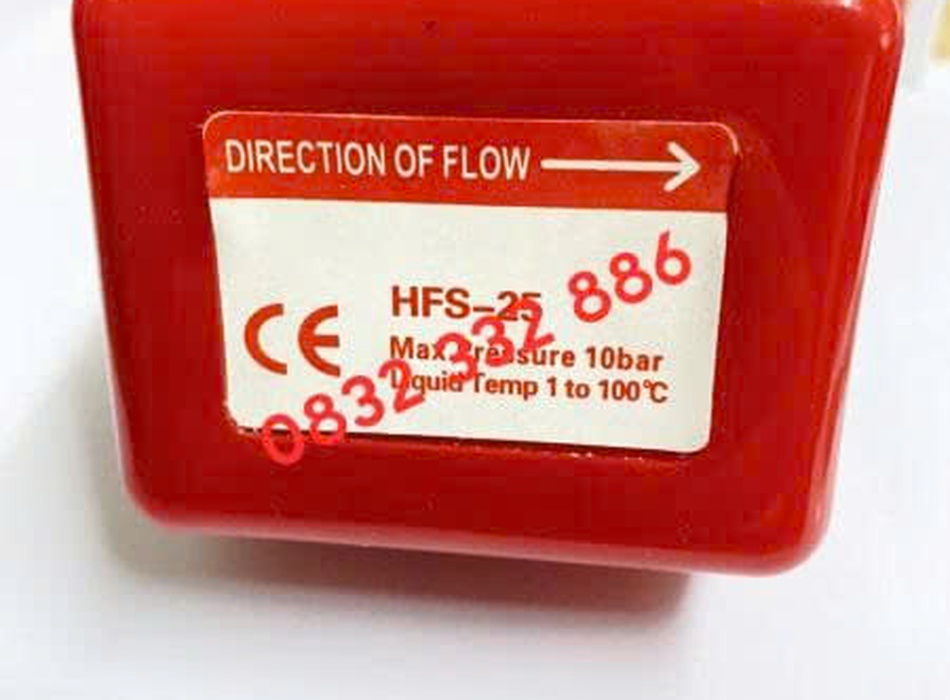 DIRECTION OF FLOW
CE
HFS-25
Max Pressure 10bar
Liquid Temp 1 to 100℃
0832 332 886